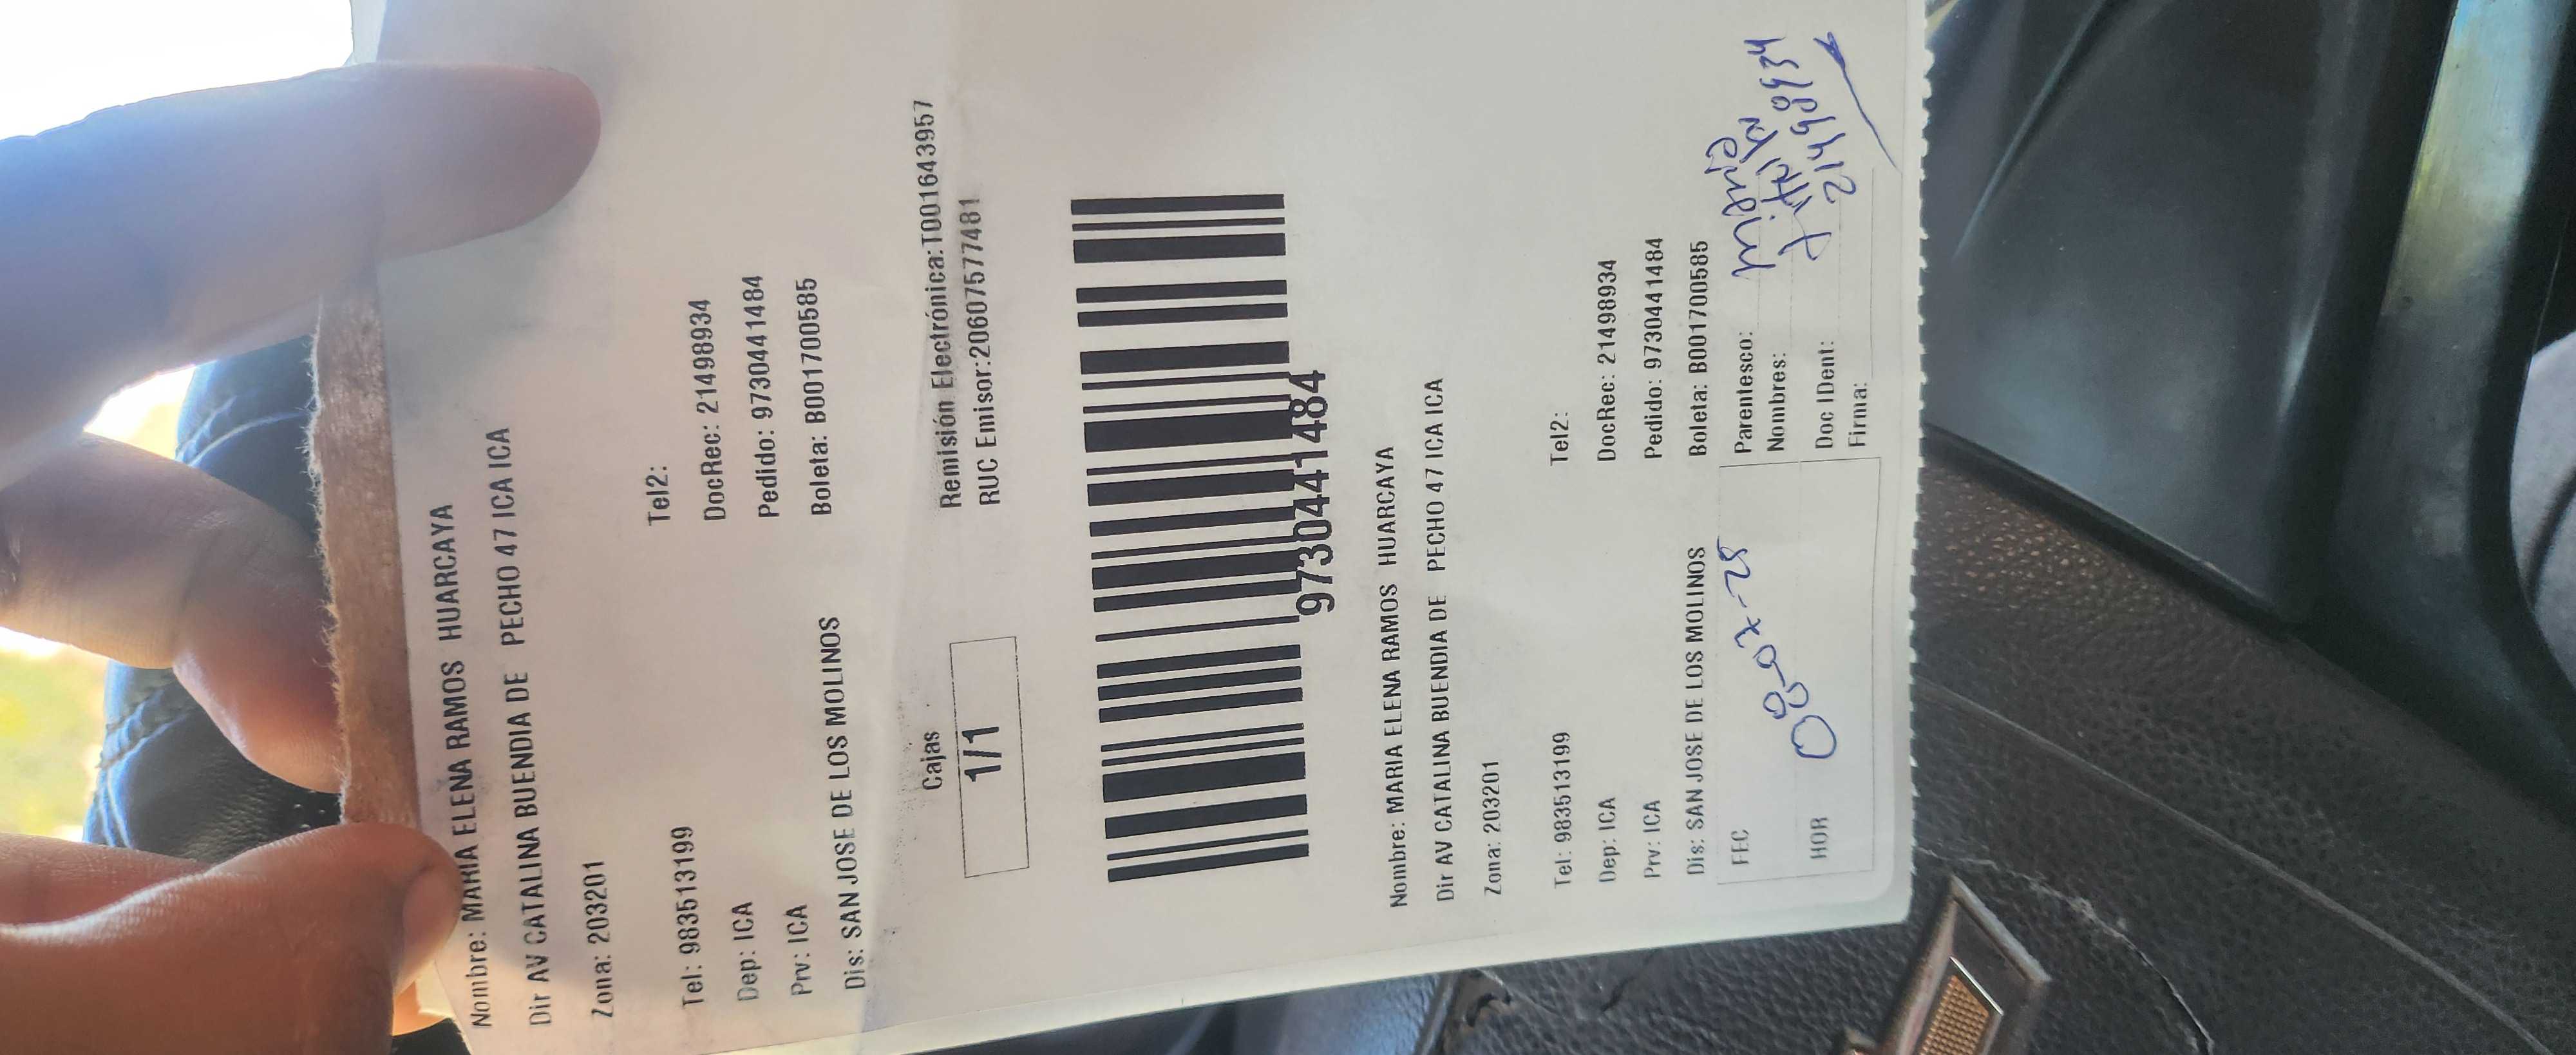 Nombre: MARIA ELENA RAMOS HUARCAYA
Dir AV CATALINA BUENDIA DE PECHO 47 ICA ICA
Zona: 203201
Tel: 983513199 Tel2:
Dep: ICA DocRec: 21498934
Prv: ICA Pedido: 9730441484
Dis: SAN JOSE DE LOS MOLINOS Boleta: B001700585
Cajas Remisión Electrónica:T001643957
1/1 RUC Emisor:20607577481
9730441484
Nombre: MARIA ELENA RAMOS HUARCAYA
Dir AV CATALINA BUENDIA DE PECHO 47 ICA ICA
Zona: 203201
Tel: 983513199 Tel2:
Dep: ICA DocRec: 21498934
Prv: ICA Pedido: 9730441484
Dis: SAN JOSE DE LOS MOLINOS Boleta: B001700585
FEC 08-07-25 Parentesco:
Nombres:
HOR Doc IDent: 21498934
Firma: